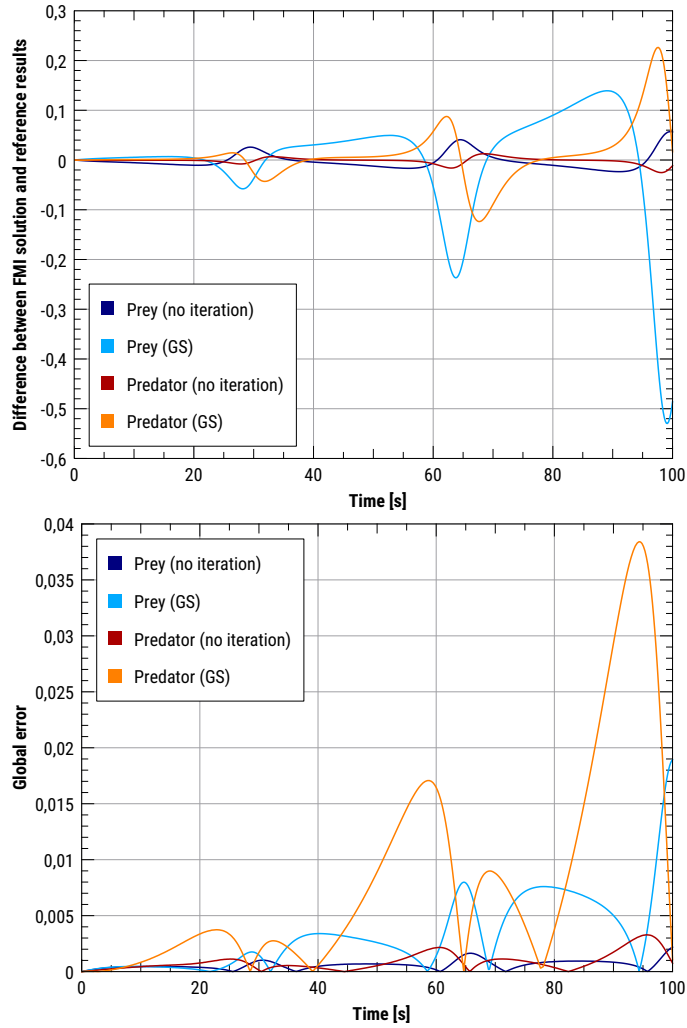 0,3
0,2
0,1
0
-0,1
-0,2
-0,3
-0,4
-0,5
-0,6
Difference between FMI solution and reference results
Prey (no iteration)
Prey (GS)
Predator (no iteration)
Predator (GS)
0 20 40 60 80 100
Time [s]
0,04
0,035
0,03
0,025
0,02
0,015
0,01
0,005
0
Global error
Prey (no iteration)
Prey (GS)
Predator (no iteration)
Predator (GS)
0 20 40 60 80 100
Time [s]